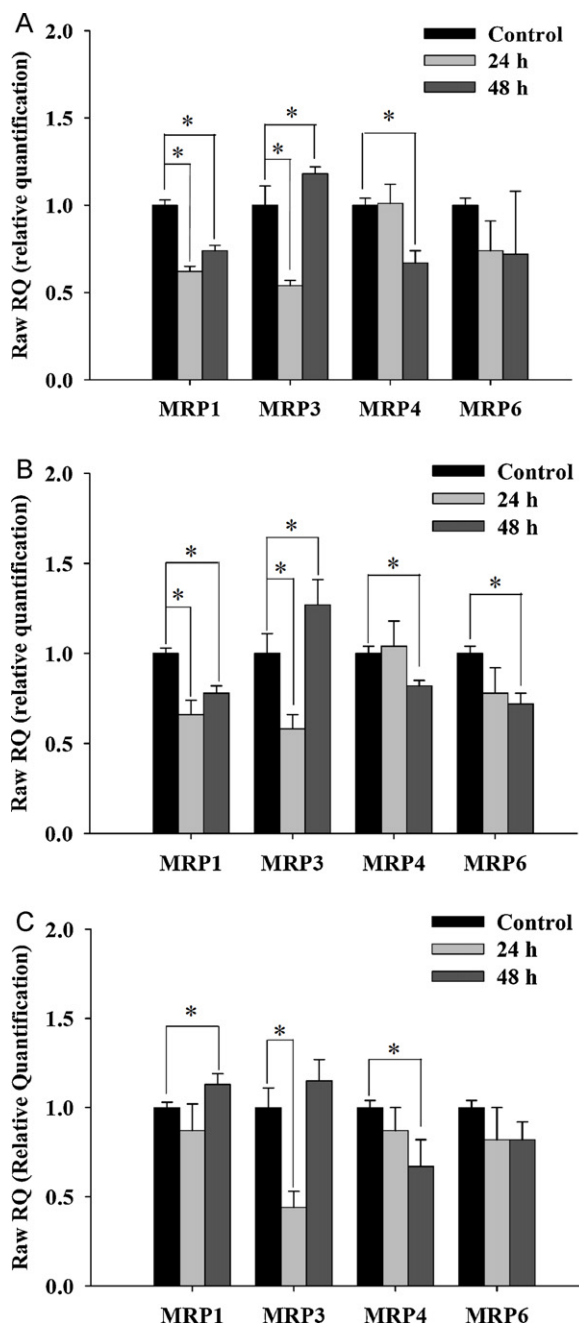 A
Raw RQ (relative quantification)
2.0
1.5
1.0
0.5
0.0
Control
24 h
48 h
* * * * *
MRP1 MRP3 MRP4 MRP6
B
Raw RQ (relative quantification)
2.0
1.5
1.0
0.5
0.0
Control
24 h
48 h
* * * * * *
MRP1 MRP3 MRP4 MRP6
C
Raw RQ (Relative Quantification)
2.0
1.5
1.0
0.5
0.0
Control
24 h
48 h
* * *
MRP1 MRP3 MRP4 MRP6